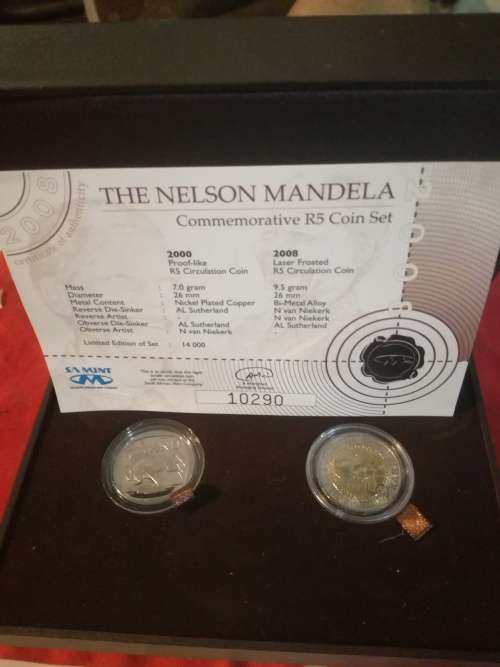 2008
certificate of authenticity
THE NELSON MANDELA
Commemorative R5 Coin Set
2000 2008
Proof-like Laser Frosted
R5 Circulation Coin R5 Circulation Coin
Mass : 7.0 gram 9.5 gram
Diameter : 26 mm 26 mm
Metal Content : Nickel Plated Copper Bi-Metal Alloy
Reverse Die-Sinker : AL Sutherland N van Niekerk
Reverse Artist : - N van Niekerk
Obverse Die-Sinker : AL Sutherland AL Sutherland
Obverse Artist : N van Niekerk N van Niekerk
Limited Edition of Set : 14 000
SA MINT
10290